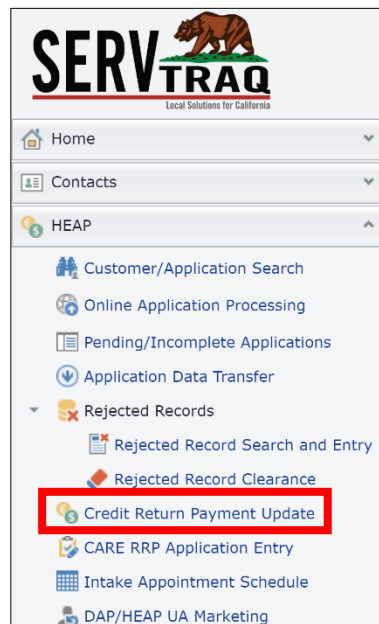 SERV TRAQ
Local Solutions for California
Home
Contacts
HEAP
Customer/Application Search
Online Application Processing
Pending/Incomplete Applications
Application Data Transfer
Rejected Records
Rejected Record Search and Entry
Rejected Record Clearance
Credit Return Payment Update
CARE RRP Application Entry
Intake Appointment Schedule
DAP/HEAP UA Marketing